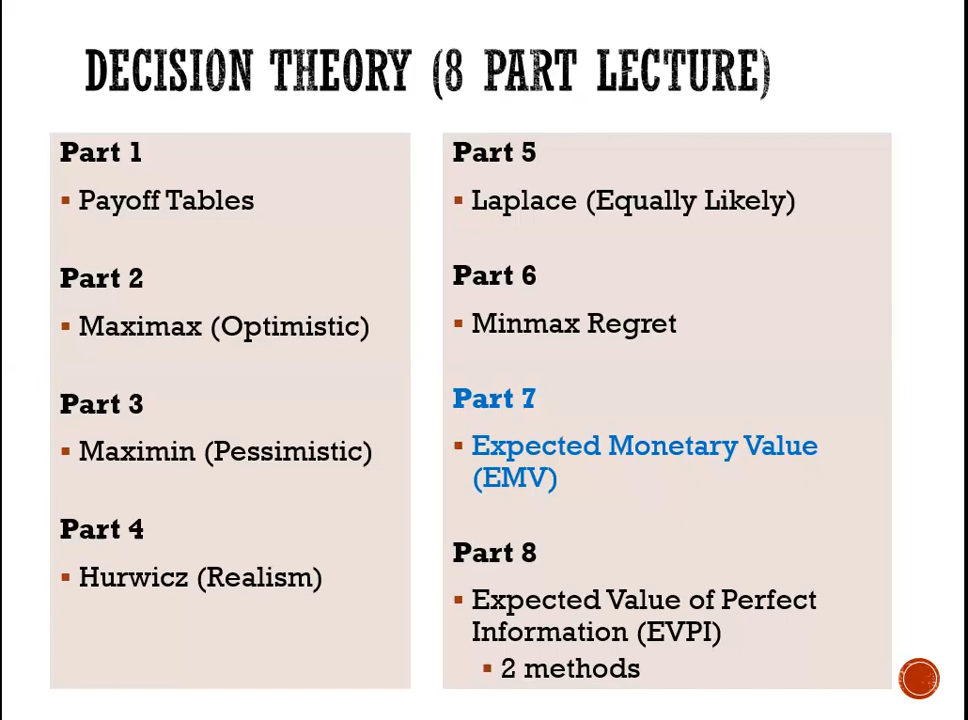 DECISION THEORY (8 PART LECTURE)
Part 1
▪ Payoff Tables
Part 2
▪ Maximax (Optimistic)
Part 3
▪ Maximin (Pessimistic)
Part 4
▪ Hurwicz (Realism)
Part 5
▪ Laplace (Equally Likely)
Part 6
▪ Minmax Regret
Part 7
▪ Expected Monetary Value
(EMV)
Part 8
▪ Expected Value of Perfect
Information (EVPI)
▪ 2 methods